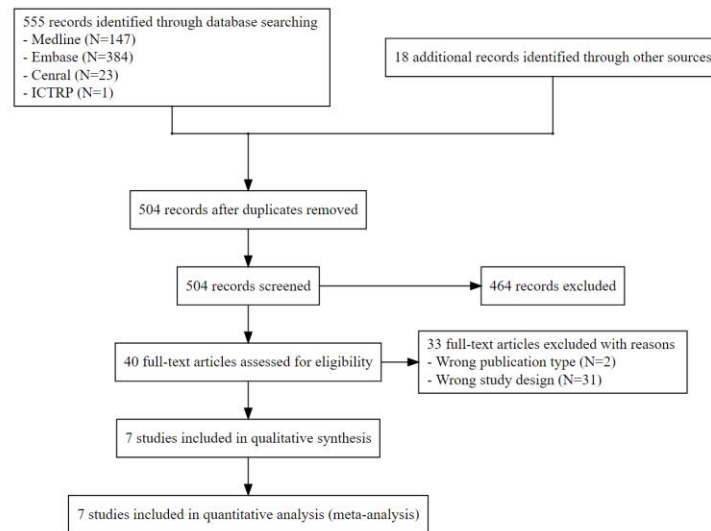 555 records identified through database searching
- Medline (N=147)
- Embase (N=384)
- Cenral (N=23)
- ICTRP (N=1)
18 additional records identified through other sources
504 records after duplicates removed
504 records screened
464 records excluded
40 full-text articles assessed for eligibility
33 full-text articles excluded with reasons
- Wrong publication type (N=2)
- Wrong study design (N=31)
7 studies included in qualitative synthesis
7 studies included in quantitative analysis (meta-analysis)